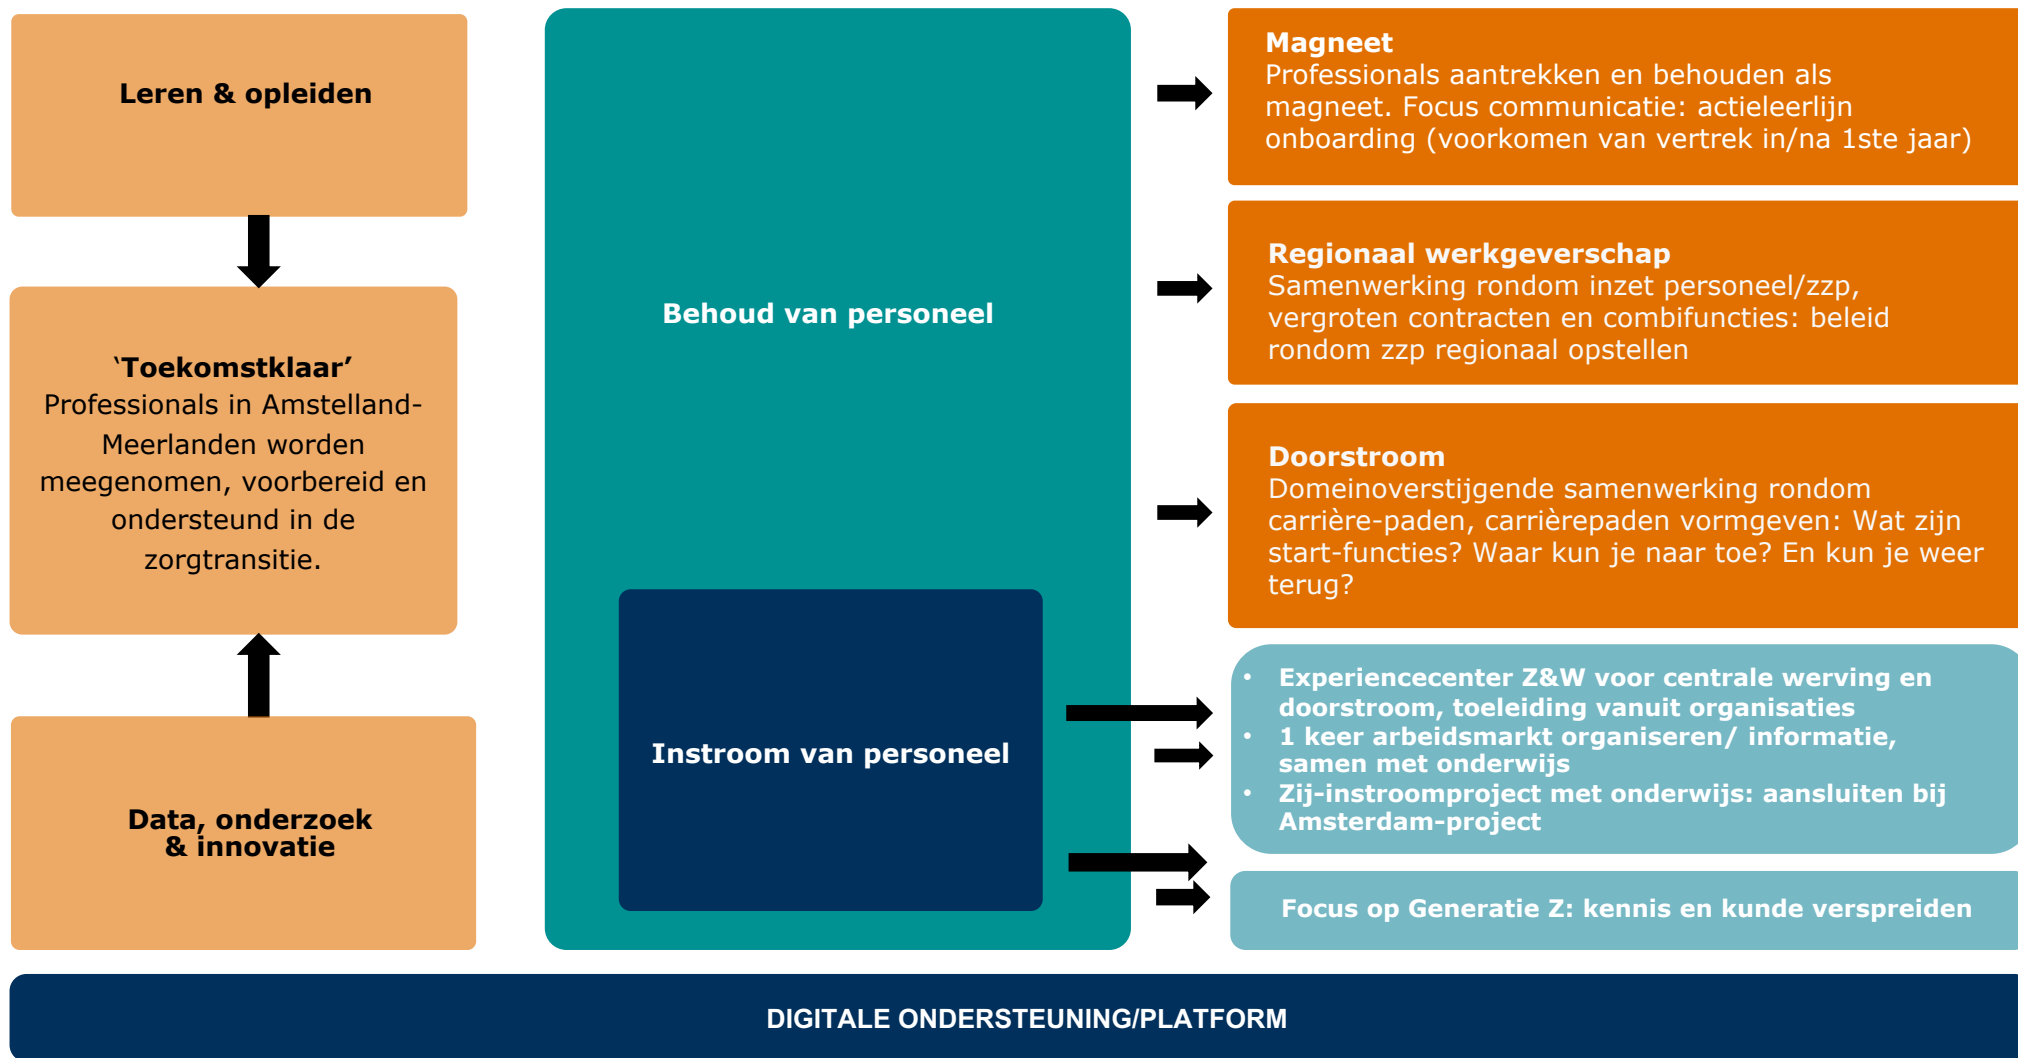 Leren & opleiden
‘Toekomstklaar’
Professionals in Amstelland-
Meerlanden worden
meegenomen, voorbereid en
ondersteund in de
zorgtransitie.
Data, onderzoek
& innovatie
Behoud van personeel
Instroom van personeel
Magneet
Professionals aantrekken en behouden als
magneet. Focus communicatie: actieleerlijn
onboarding (voorkomen van vertrek in/na 1ste jaar)
Regionaal werkgeverschap
Samenwerking rondom inzet personeel/zzp,
vergroten contracten en combifuncties: beleid
rondom zzp regionaal opstellen
Doorstroom
Domeinoverstijgende samenwerking rondom
carrière-paden, carrièrepaden vormgeven: Wat zijn
start-functies? Waar kun je naar toe? En kun je weer
terug?
• Experiencecenter Z&W voor centrale werving en
doorstroom, toeleiding vanuit organisaties
• 1 keer arbeidsmarkt organiseren/ informatie,
samen met onderwijs
• Zij-instroomproject met onderwijs: aansluiten bij
Amsterdam-project
Focus op Generatie Z: kennis en kunde verspreiden
DIGITALE ONDERSTEUNING/PLATFORM